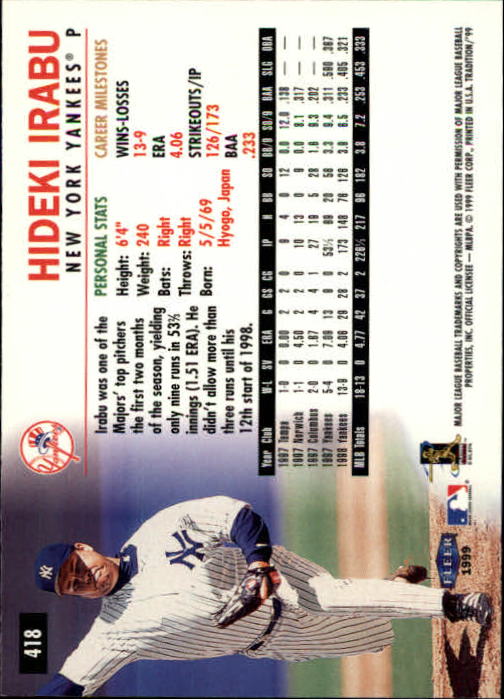 418
Yankees
HIDEKI IRABU
NEW YORK YANKEES® P
Irabu was one of the
Majors' top pitchers
the first two months
of the season, yielding
only nine runs in 53⅔
innings (1.51 ERA). He
didn't allow more than
three runs until his
12th start of 1998.
PERSONAL STATS
Height: 6'4"
Weight: 240
Bats: Right
Throws: Right
Born: 5/5/69
Hyogo, Japan
CAREER MILESTONES
WINS-LOSSES
13-9
ERA
4.06
STRIKEOUTS/IP
126/173
BAA
.233
Year Club W-L SV ERA G GS CG IP H BB SO BB/9 SO/9 BAA SLG OBA
1997 Tampa 1-0 0 0.00 2 2 0 9 4 0 12 0.0 12.0 .138 — —
1997 Norwich 1-1 0 4.50 2 2 0 10 13 0 9 0.0 8.1 .317 — —
1997 Columbus 2-0 0 1.67 4 4 1 27 19 5 28 1.6 9.3 .202 — —
1997 Yankees 5-4 0 7.09 13 9 0 53⅓ 69 20 56 3.3 9.4 .311 .590 .367
1998 Yankees 13-9 0 4.06 29 28 2 173 148 76 126 3.8 6.5 .233 .405 .321
MLB Totals 18-13 0 4.77 42 37 2 226⅓ 217 96 182 3.8 7.2 .253 .453 .333
MAJOR LEAGUE BASEBALL TRADEMARKS AND COPYRIGHTS ARE USED WITH PERMISSION OF MAJOR LEAGUE BASEBALL
PROPERTIES, INC. OFFICIAL LICENSEE — MLBPA. © 1999 FLEER CORP., PRINTED IN U.S.A. TRADITION/'99
FLEER
1999
NY
NY